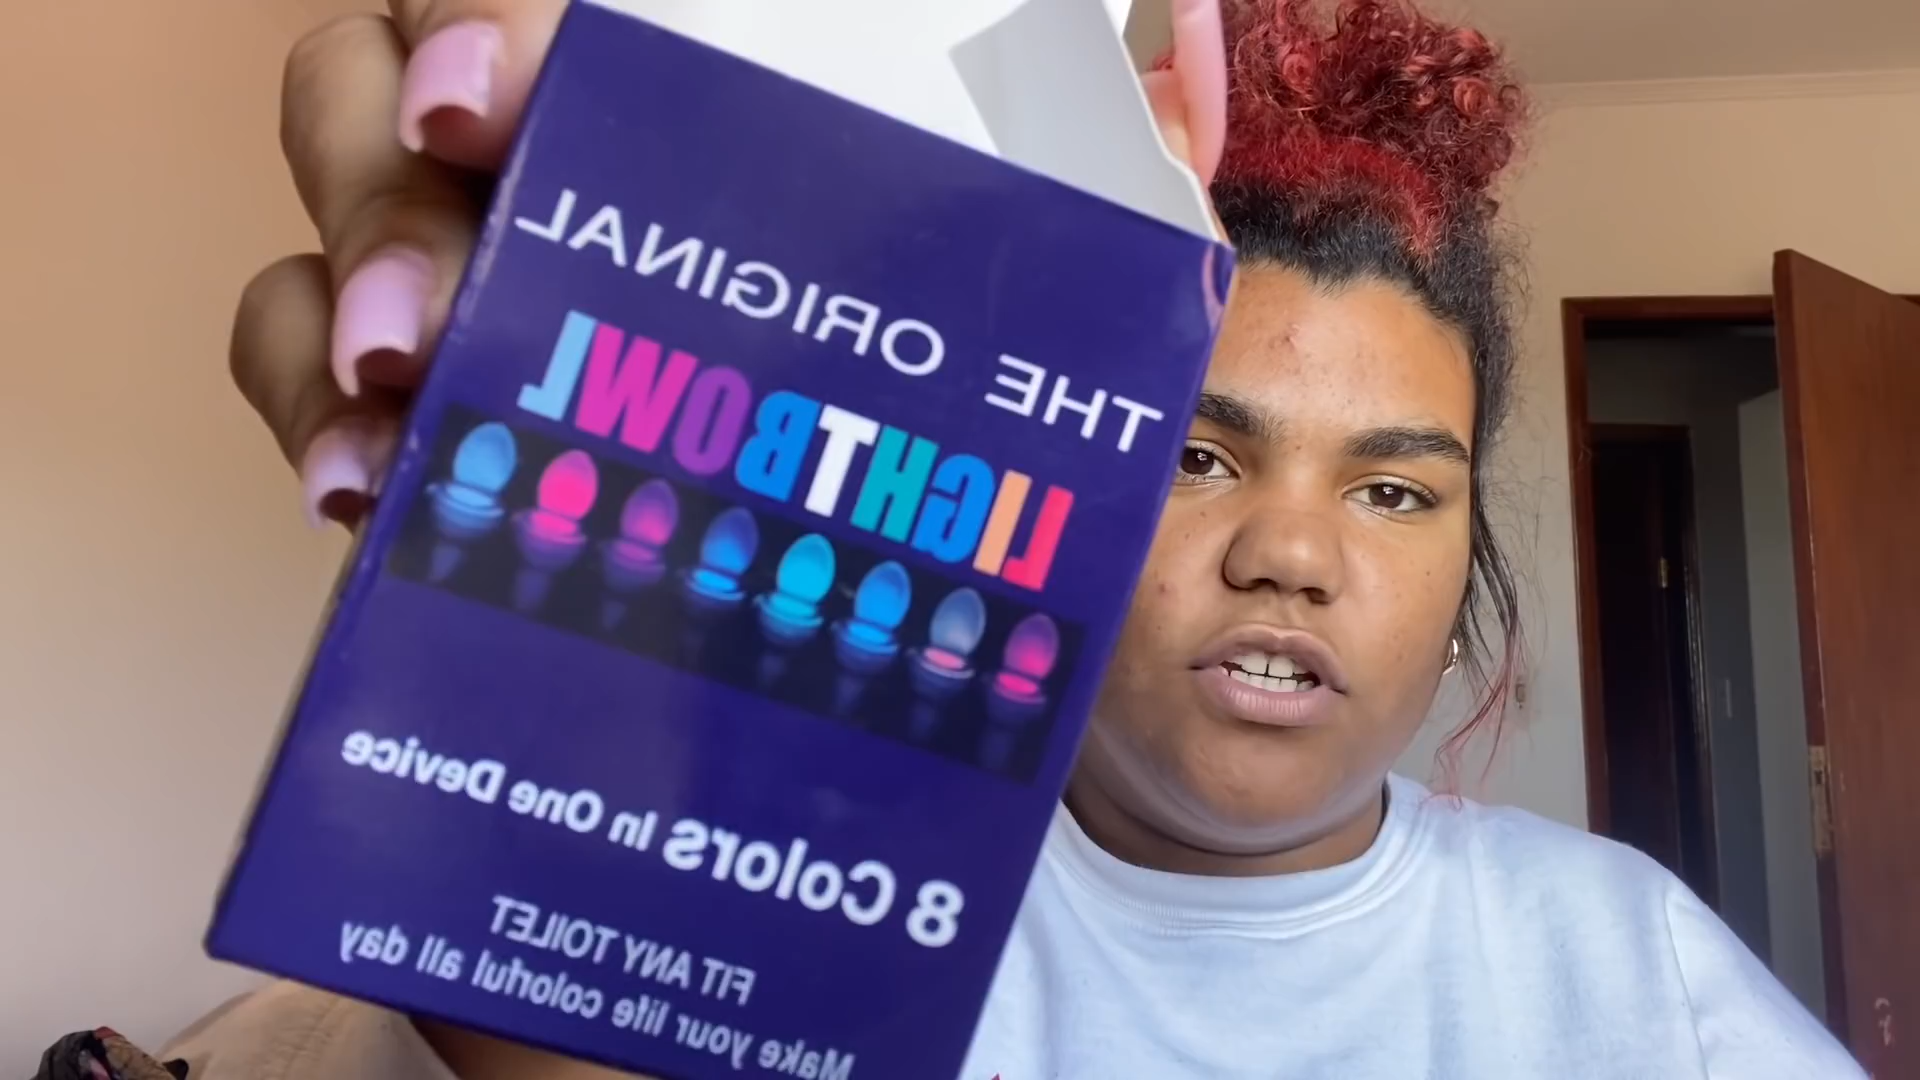 THE ORIGINAL
LIGHTBOWL
8 Colors In One Device
FIT ANY TOILET
Make your life colorful all day